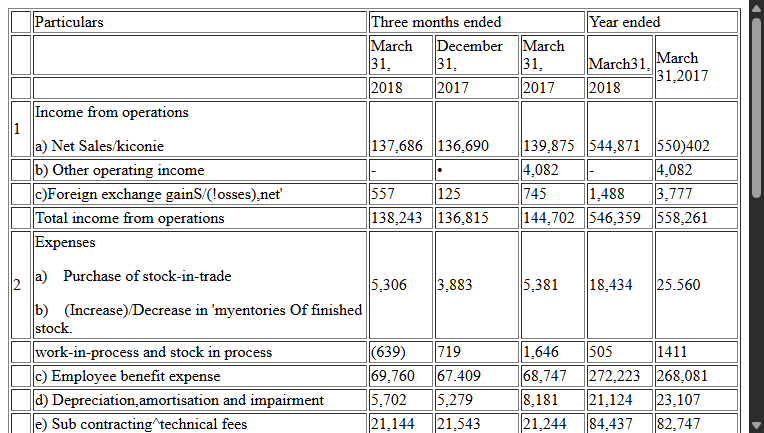 Particulars Three months ended Year ended
March 31, December 31, March 31, March31, March 31,2017
2018 2017 2017 2018
1 Income from operations
a) Net Sales/kiconie 137,686 136,690 139,875 544,871 550)402
b) Other operating income - • 4,082 - 4,082
c)Foreign exchange gainS/(!osses),net' 557 125 745 1,488 3,777
Total income from operations 138,243 136,815 144,702 546,359 558,261
2 Expenses
a) Purchase of stock-in-trade 5,306 3,883 5,381 18,434 25.560
b) (Increase)/Decrease in 'myentories Of finished
stock.
work-in-process and stock in process (639) 719 1,646 505 1411
c) Employee benefit expense 69,760 67.409 68,747 272,223 268,081
d) Depreciation,amortisation and impairment 5,702 5,279 8,181 21,124 23,107
e) Sub contracting^technical fees 21,144 21,543 21,244 84,437 82,747